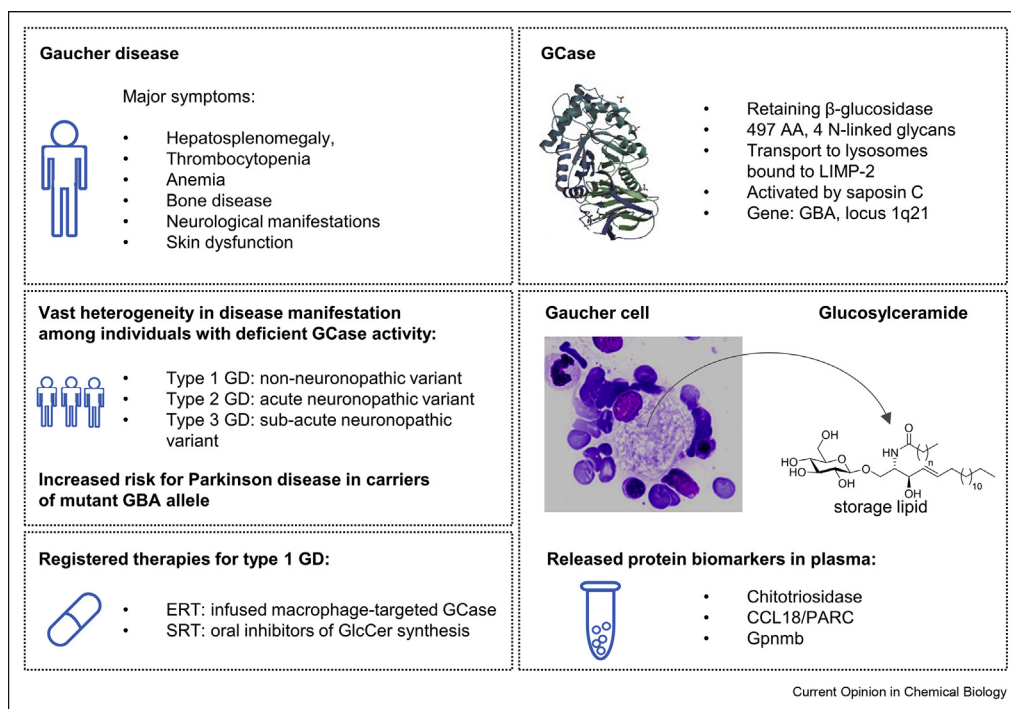 Gaucher disease
Major symptoms:
• Hepatosplenomegaly,
• Thrombocytopenia
• Anemia
• Bone disease
• Neurological manifestations
• Skin dysfunction
GCase
• Retaining β-glucosidase
• 497 AA, 4 N-linked glycans
• Transport to lysosomes
bound to LIMP-2
• Activated by saposin C
• Gene: GBA, locus 1q21
Vast heterogeneity in disease manifestation
among individuals with deficient GCase activity:
• Type 1 GD: non-neuronopathic variant
• Type 2 GD: acute neuronopathic variant
• Type 3 GD: sub-acute neuronopathic
variant
Increased risk for Parkinson disease in carriers
of mutant GBA allele
Gaucher cell
Glucosylceramide
OH
HO
HO
OH
O
O
HN
O
n
OH
10
storage lipid
Registered therapies for type 1 GD:
• ERT: infused macrophage-targeted GCase
• SRT: oral inhibitors of GlcCer synthesis
Released protein biomarkers in plasma:
• Chitotriosidase
• CCL18/PARC
• Gpnmb
Current Opinion in Chemical Biology